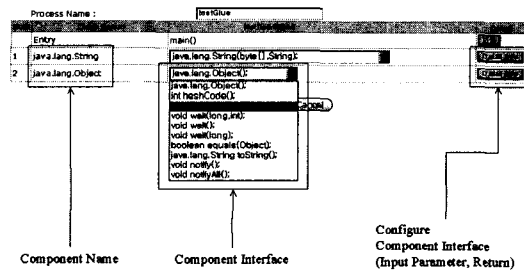 Process Name :
testGlue
Entry
main()
1 java.lang.String
java.lang.String(byte [],String);
2 java.lang.Object
java.lang.Object();
java.lang.Object();
int hashCode();
void wait(long,int);
void wait();
void wait(long);
boolean equals(Object);
java.lang.String toString();
void notify();
void notifyAll();
Component Name
Component Interface
Configure
Component Interface
(Input Parameter, Return)